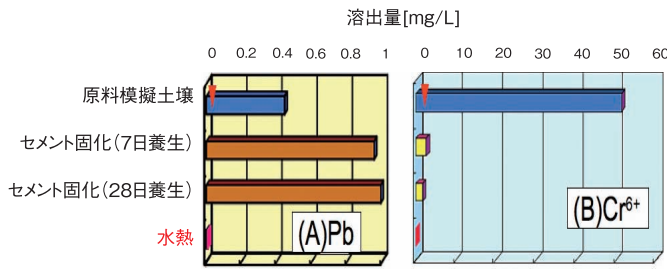 溶出量[mg/L]
0 0.2 0.4 0.6 0.8 1
0 10 20 30 40 50 60
原料模擬土壌
セメント固化(7日養生)
セメント固化(28日養生)
水熱
(A)Pb
(B)Cr⁶⁺